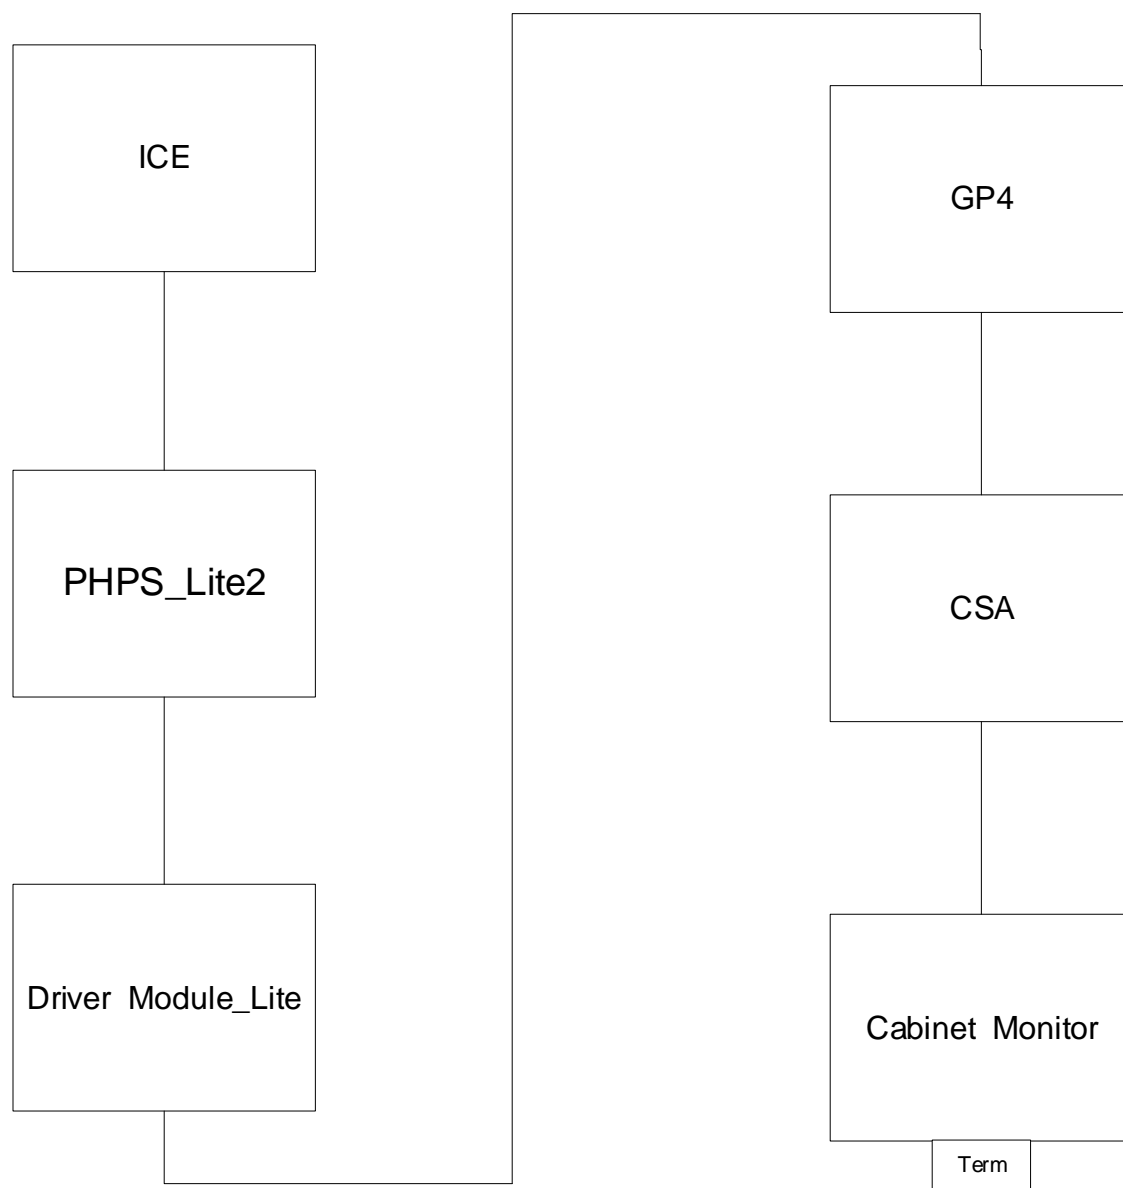 ICE
PHPS_Lite2
Driver Module_Lite
GP4
CSA
Cabinet Monitor
Term